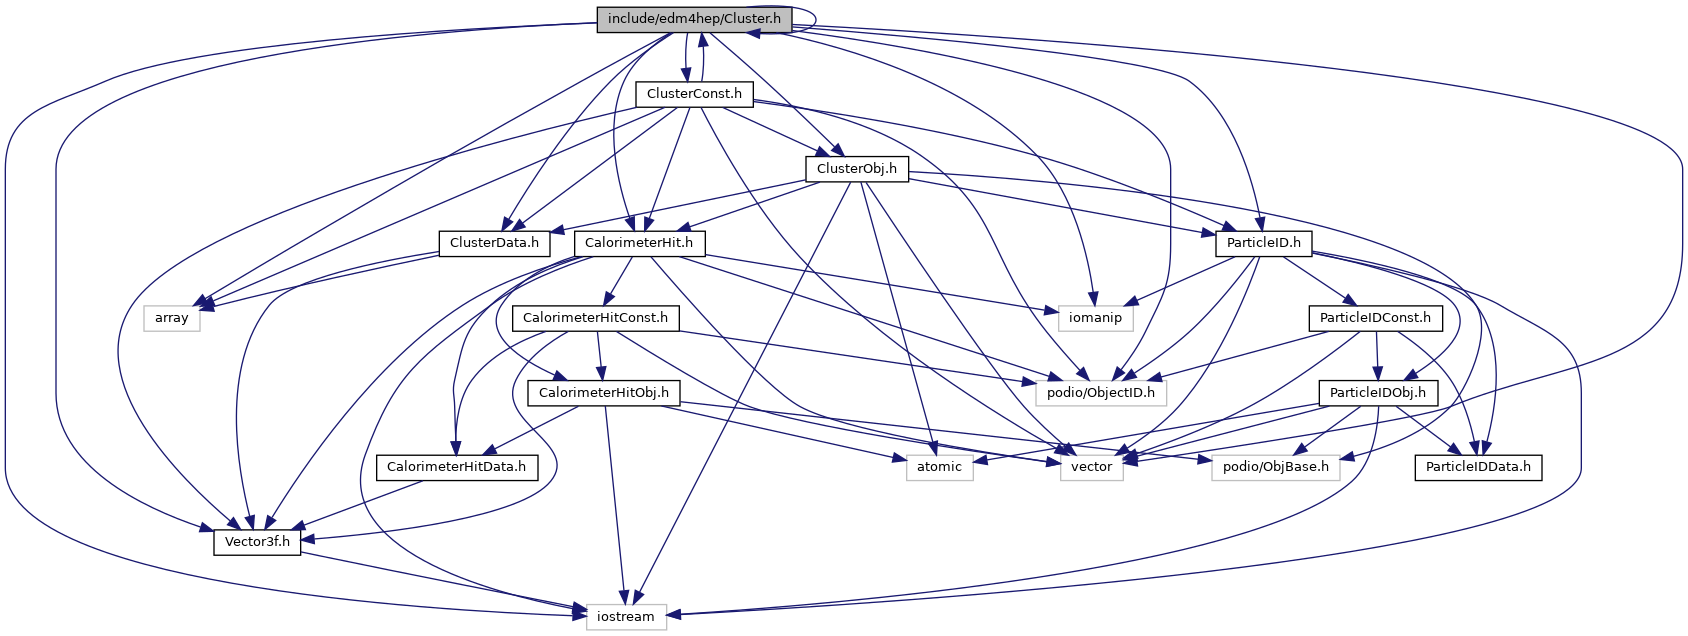 include/edm4hep/Cluster.h
ClusterConst.h
ClusterObj.h
ClusterData.h
CalorimeterHit.h
ParticleID.h
array
CalorimeterHitConst.h
iomanip
ParticleIDConst.h
CalorimeterHitObj.h
podio/ObjectID.h
ParticleIDObj.h
CalorimeterHitData.h
atomic
vector
podio/ObjBase.h
ParticleIDData.h
Vector3f.h
iostream